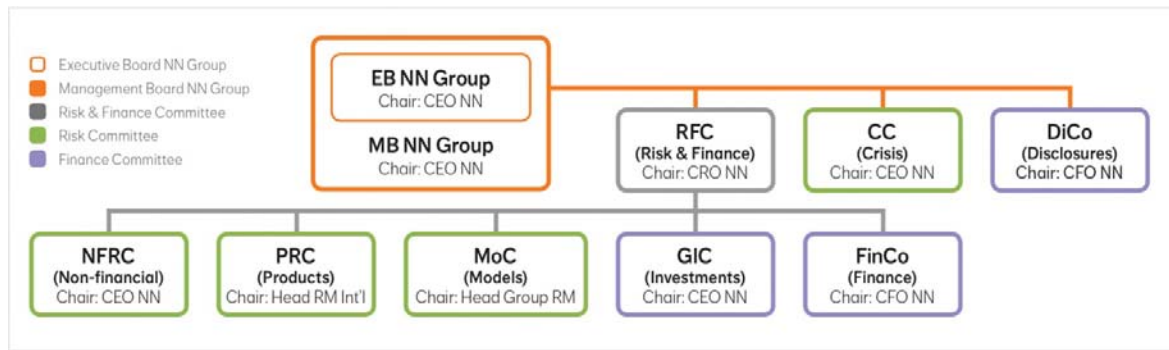 Executive Board NN Group
Management Board NN Group
Risk & Finance Committee
Risk Committee
Finance Committee
EB NN Group
Chair: CEO NN
MB NN Group
Chair: CEO NN
RFC
(Risk & Finance)
Chair: CRO NN
CC
(Crisis)
Chair: CEO NN
DiCo
(Disclosures)
Chair: CFO NN
NFRC
(Non-financial)
Chair: CEO NN
PRC
(Products)
Chair: Head RM Int'l
MoC
(Models)
Chair: Head Group RM
GIC
(Investments)
Chair: CEO NN
FinCo
(Finance)
Chair: CFO NN